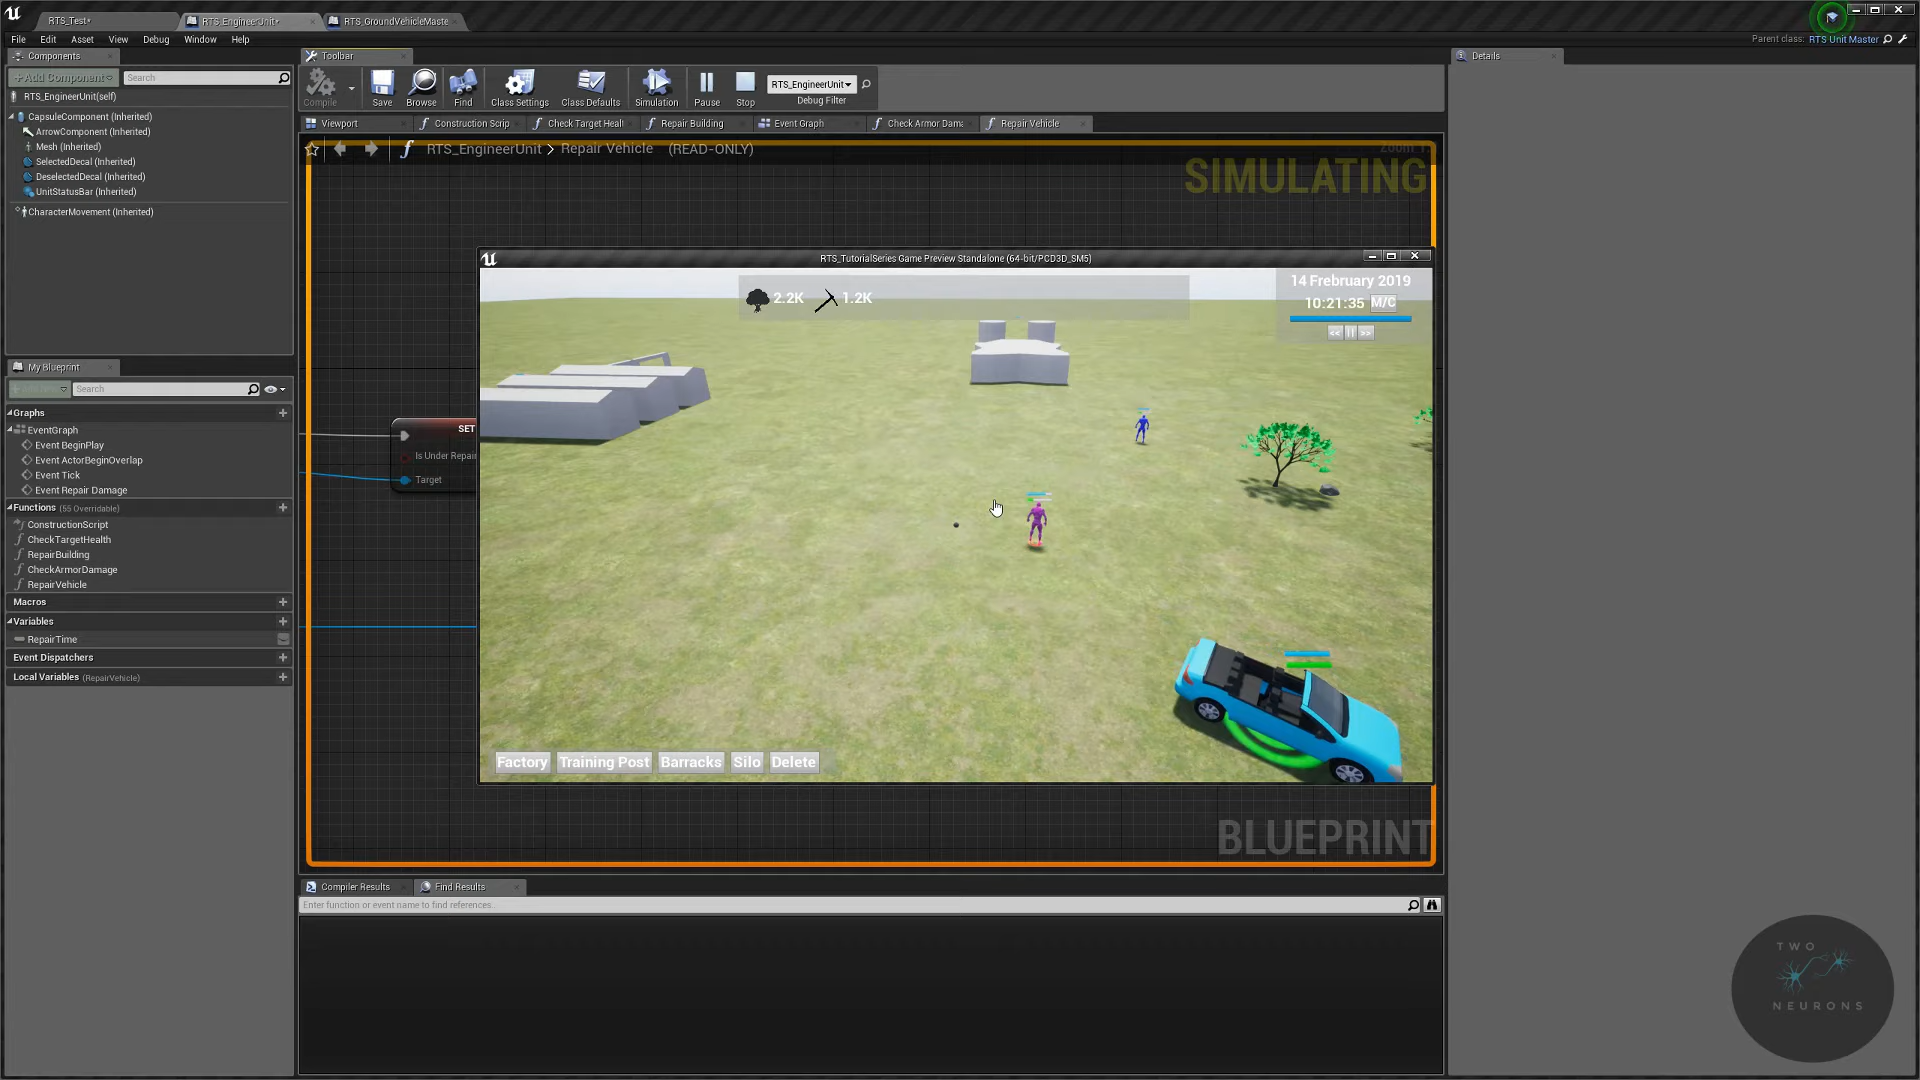 RTS_Test*
RTS_EngineerUnit*
RTS_GroundVehicleMaste
File Edit Asset View Debug Window Help
Parent class: RTS Unit Master
Components
+Add Component
Search
RTS_EngineerUnit(self)
CapsuleComponent (Inherited)
ArrowComponent (Inherited)
Mesh (Inherited)
SelectedDecal (Inherited)
DeselectedDecal (Inherited)
UnitStatusBar (Inherited)
CharacterMovement (Inherited)
My Blueprint
Search
Graphs
EventGraph
Event BeginPlay
Event ActorBeginOverlap
Event Tick
Event Repair Damage
Functions (55 Overridable)
ConstructionScript
CheckTargetHealth
RepairBuilding
CheckArmorDamage
RepairVehicle
Macros
Variables
RepairTime
Event Dispatchers
Local Variables (RepairVehicle)
Toolbar
Compile
Save
Browse
Find
Class Settings
Class Defaults
Simulation
Pause
Stop
RTS_EngineerUnit
Debug Filter
Viewport
Construction Scrip
Check Target Healt
Repair Building
Event Graph
Check Armor Dama
Repair Vehicle
RTS_EngineerUnit > Repair Vehicle (READ-ONLY)
SIMULATING
SET
Is Under Repair
Target
RTS_TutorialSeries Game Preview Standalone (64-bit/PCD3D_SM5)
2.2K 1.2K
14 Frebruary 2019
10:21:35 M/C
<< || >>
Factory Training Post Barracks Silo Delete
BLUEPRINT
Compiler Results
Find Results
Enter function or event name to find references...
Details
TWO
NEURONS